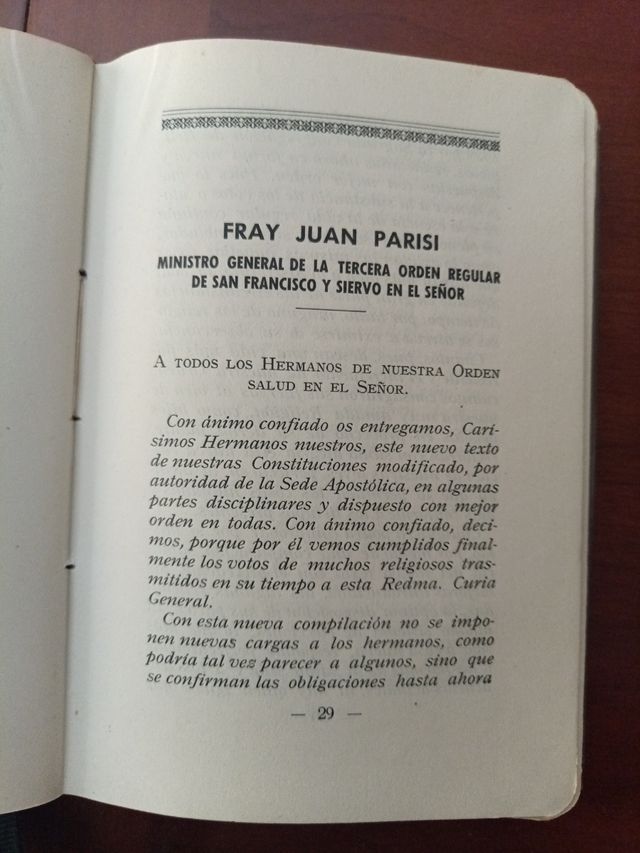 FRAY JUAN PARISI
MINISTRO GENERAL DE LA TERCERA ORDEN REGULAR
DE SAN FRANCISCO Y SIERVO EN EL SEÑOR
A TODOS LOS HERMANOS DE NUESTRA ORDEN
SALUD EN EL SEÑOR.
Con ánimo confiado os entregamos, Carí-
simos Hermanos nuestros, este nuevo texto
de nuestras Constituciones modificado, por
autoridad de la Sede Apostólica, en algunas
partes disciplinares y dispuesto con mejor
orden en todas. Con ánimo confiado, deci-
mos, porque por él vemos cumplidos final-
mente los votos de muchos religiosos tras-
mitidos en su tiempo a esta Redma. Curia
General.
Con esta nueva compilación no se impo-
nen nuevas cargas a los hermanos, como
podría tal vez parecer a algunos, sino que
se confirman las obligaciones hasta ahora
— 29 —